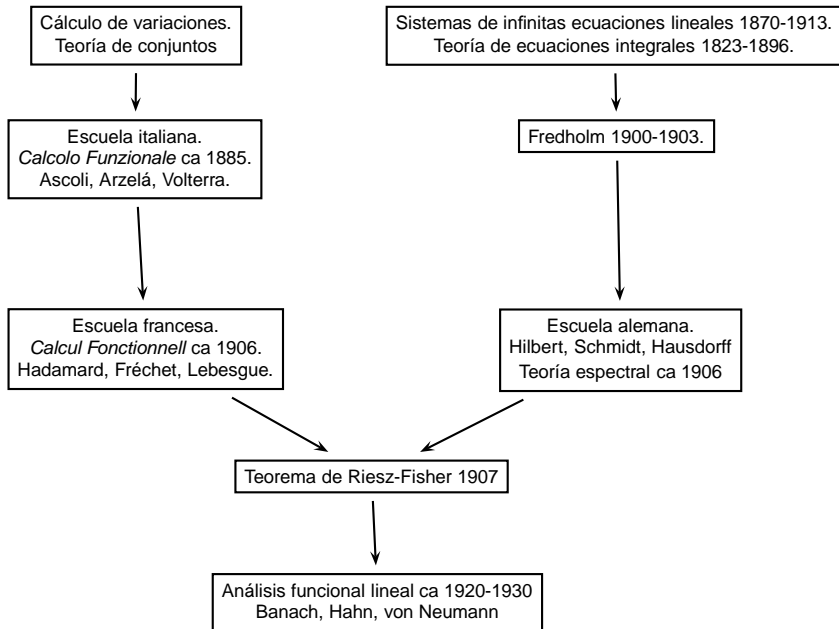 Cálculo de variaciones.
Teoría de conjuntos
Sistemas de infinitas ecuaciones lineales 1870-1913.
Teoría de ecuaciones integrales 1823-1896.
Escuela italiana.
Calcolo Funzionale ca 1885.
Ascoli, Arzelá, Volterra.
Fredholm 1900-1903.
Escuela francesa.
Calcul Fonctionnell ca 1906.
Hadamard, Fréchet, Lebesgue.
Escuela alemana.
Hilbert, Schmidt, Hausdorff
Teoría espectral ca 1906
Teorema de Riesz-Fisher 1907
Análisis funcional lineal ca 1920-1930
Banach, Hahn, von Neumann